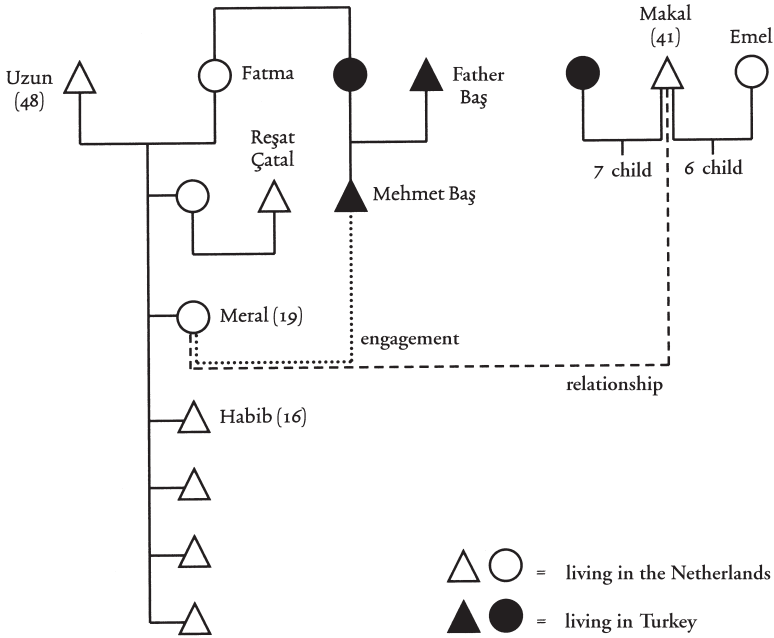 Makal
(41)
Emel
Uzun
(48)
Fatma
Father
Baş
Reşat
Çatal
7 child
6 child
Mehmet Baş
Meral (19)
engagement
relationship
Habib (16)
= living in the Netherlands
= living in Turkey